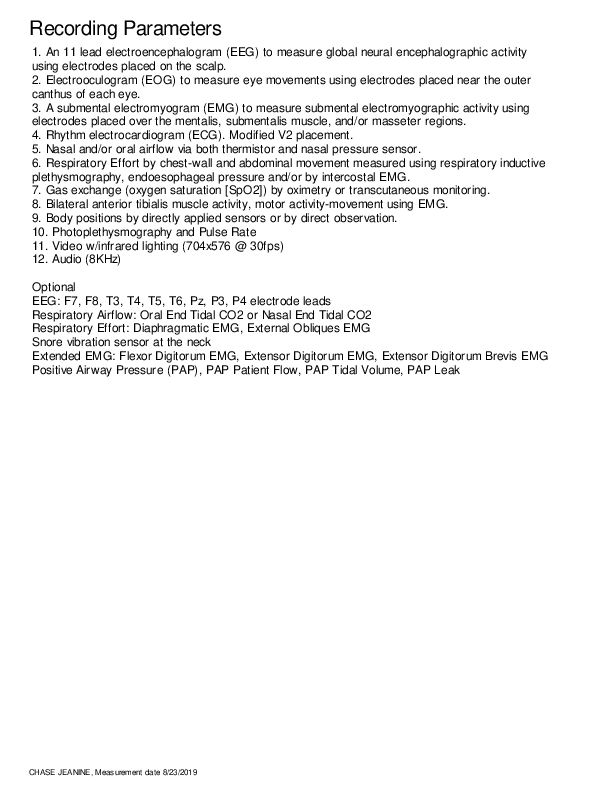 Recording Parameters
1. An 11 lead electroencephalogram (EEG) to measure global neural encephalographic activity
using electrodes placed on the scalp.
2. Electrooculogram (EOG) to measure eye movements using electrodes placed near the outer
canthus of each eye.
3. A submental electromyogram (EMG) to measure submental electromyographic activity using
electrodes placed over the mentalis, submentalis muscle, and/or masseter regions.
4. Rhythm electrocardiogram (ECG). Modified V2 placement.
5. Nasal and/or oral airflow via both thermistor and nasal pressure sensor.
6. Respiratory Effort by chest-wall and abdominal movement measured using respiratory inductive
plethysmography, endoesophageal pressure and/or by intercostal EMG.
7. Gas exchange (oxygen saturation [SpO2]) by oximetry or transcutaneous monitoring.
8. Bilateral anterior tibialis muscle activity, motor activity-movement using EMG.
9. Body positions by directly applied sensors or by direct observation.
10. Photoplethysmography and Pulse Rate
11. Video w/infrared lighting (704x576 @ 30fps)
12. Audio (8KHz)
Optional
EEG: F7, F8, T3, T4, T5, T6, Pz, P3, P4 electrode leads
Respiratory Airflow: Oral End Tidal CO2 or Nasal End Tidal CO2
Respiratory Effort: Diaphragmatic EMG, External Obliques EMG
Snore vibration sensor at the neck
Extended EMG: Flexor Digitorum EMG, Extensor Digitorum EMG, Extensor Digitorum Brevis EMG
Positive Airway Pressure (PAP), PAP Patient Flow, PAP Tidal Volume, PAP Leak
CHASE JEANINE, Measurement date 8/23/2019